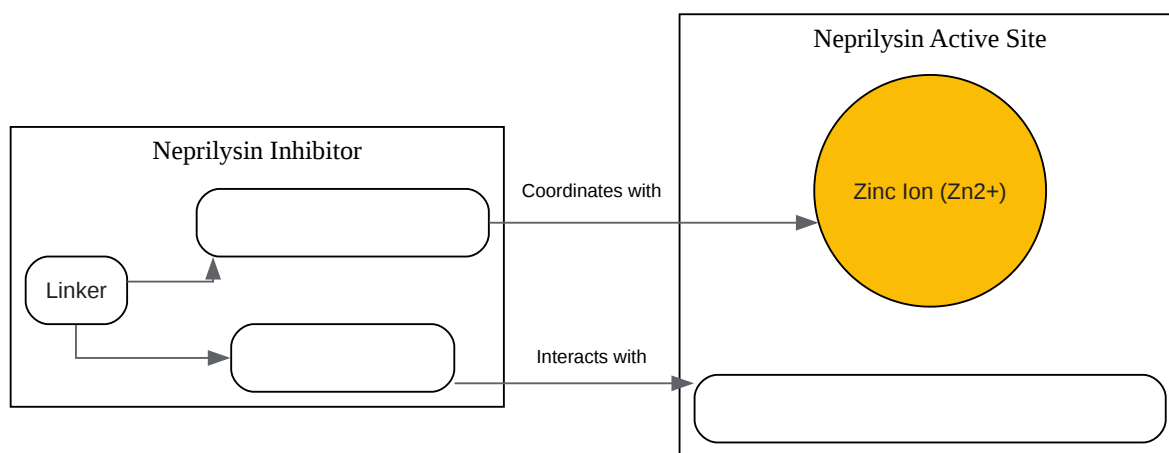 Neprilysin Active Site
Zinc Ion (Zn2+)
Neprilysin Inhibitor
Coordinates with
Linker
Interacts with